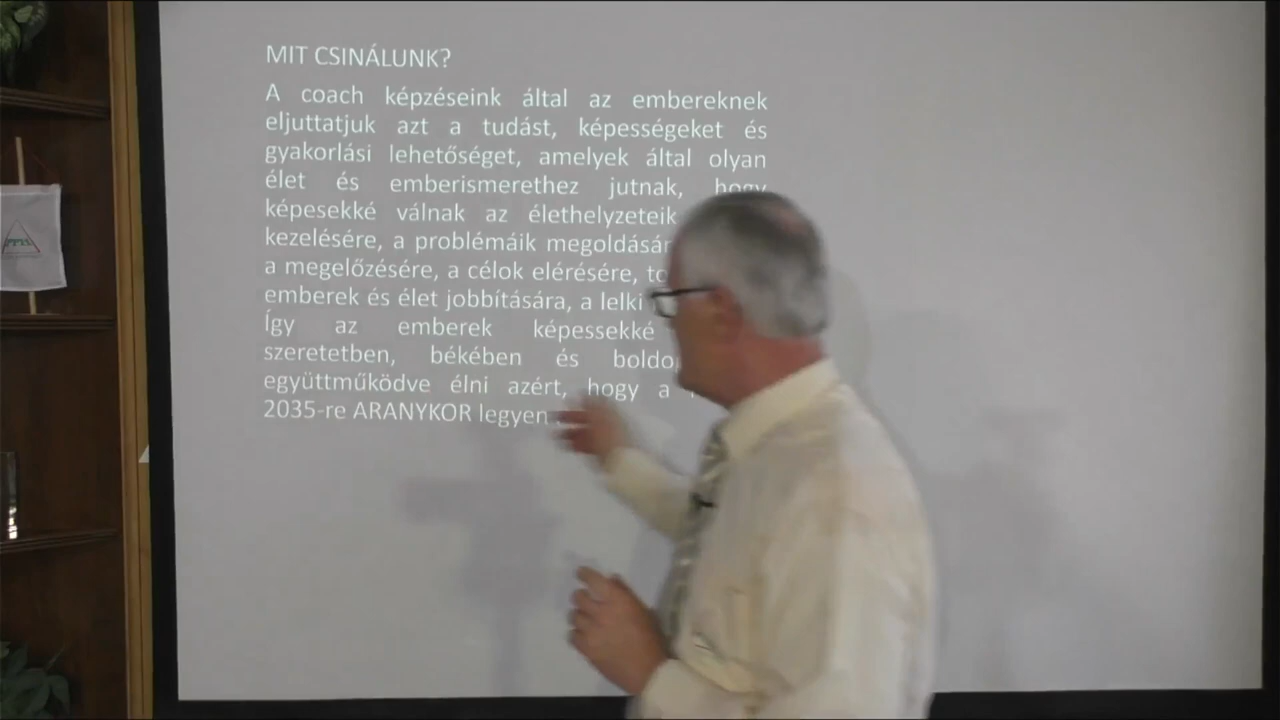 MIT CSINÁLUNK?
A coach képzéseink által az embereknek
eljuttatjuk azt a tudást, képességeket és
gyakorlási lehetőséget, amelyek által olyan
élet és emberismerethez jutnak, hogy
képesekké válnak az élethelyzeteik
kezelésére, a problémáik
a megelőzésére, a célok elérésére,
emberek és élet jobbítására, a lelki
Így az emberek képessekké
szeretetben, békében és
együttműködve élni azért, hogy a
2035-re ARANYKOR legyen